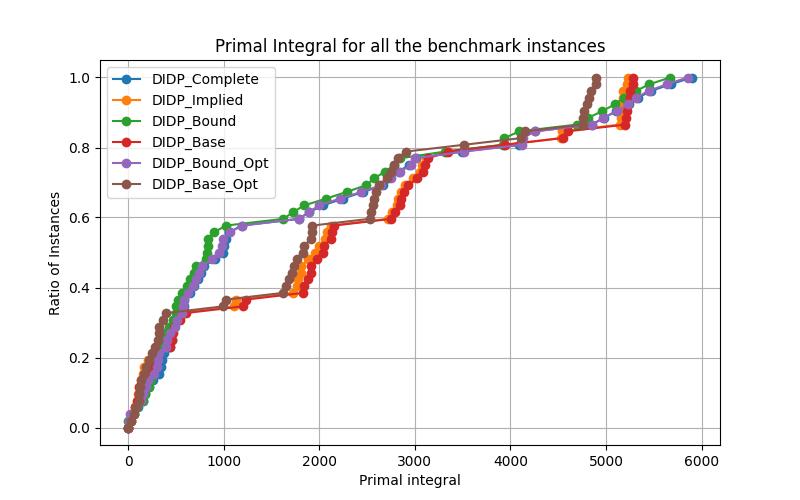 Primal Integral for all the benchmark instances
DIDP_Complete
DIDP_Implied
DIDP_Bound
DIDP_Base
DIDP_Bound_Opt
DIDP_Base_Opt
Ratio of Instances
1.0
0.8
0.6
0.4
0.2
0.0
0 1000 2000 3000 4000 5000 6000
Primal integral